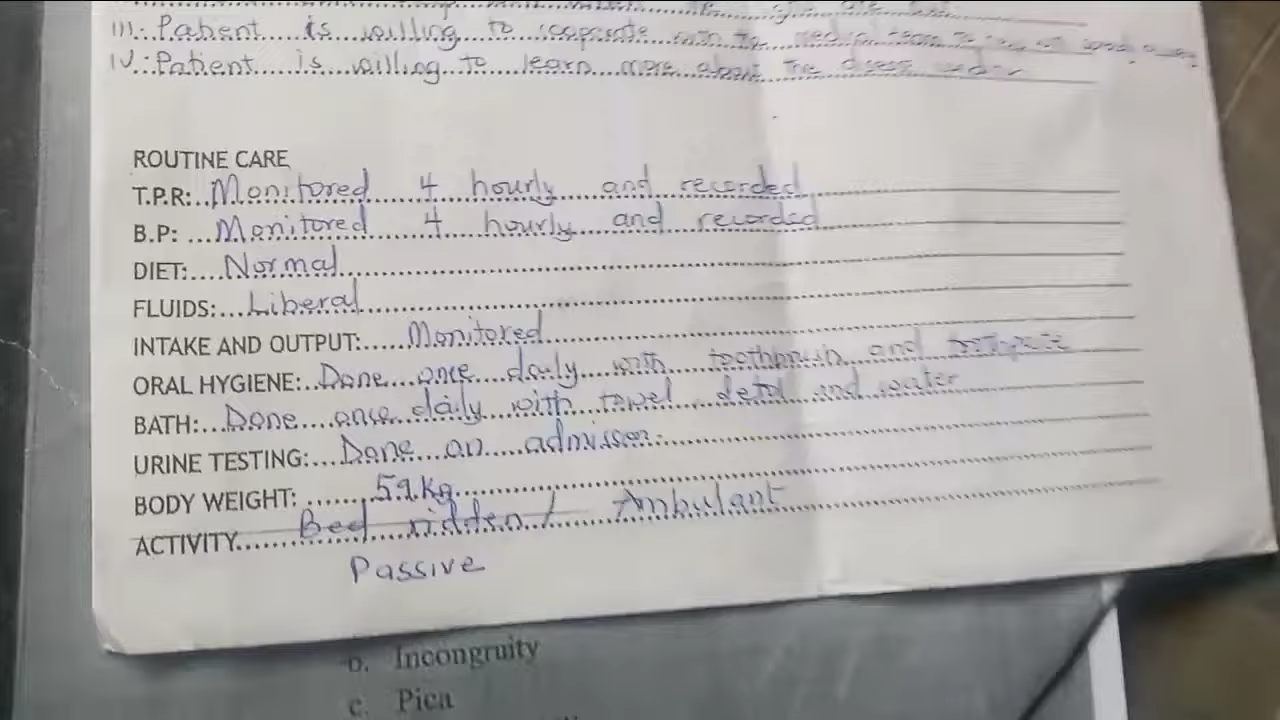 III. Patient is willing to cooperate with the
IV. Patient is willing to learn more about the disease
ROUTINE CARE
T.P.R: Monitored 4 hourly and recorded
B.P: Monitored 4 hourly and recorded
DIET: Normal
FLUIDS: Liberal
INTAKE AND OUTPUT: Monitored
ORAL HYGIENE: Done once daily with toothbrush and
BATH: Done once daily with towel detol and water
URINE TESTING: Done on admission.
BODY WEIGHT: 59.Kg
ACTIVITY Bed ridden / Ambulant
Passive
b. Incongruity
c. Pica